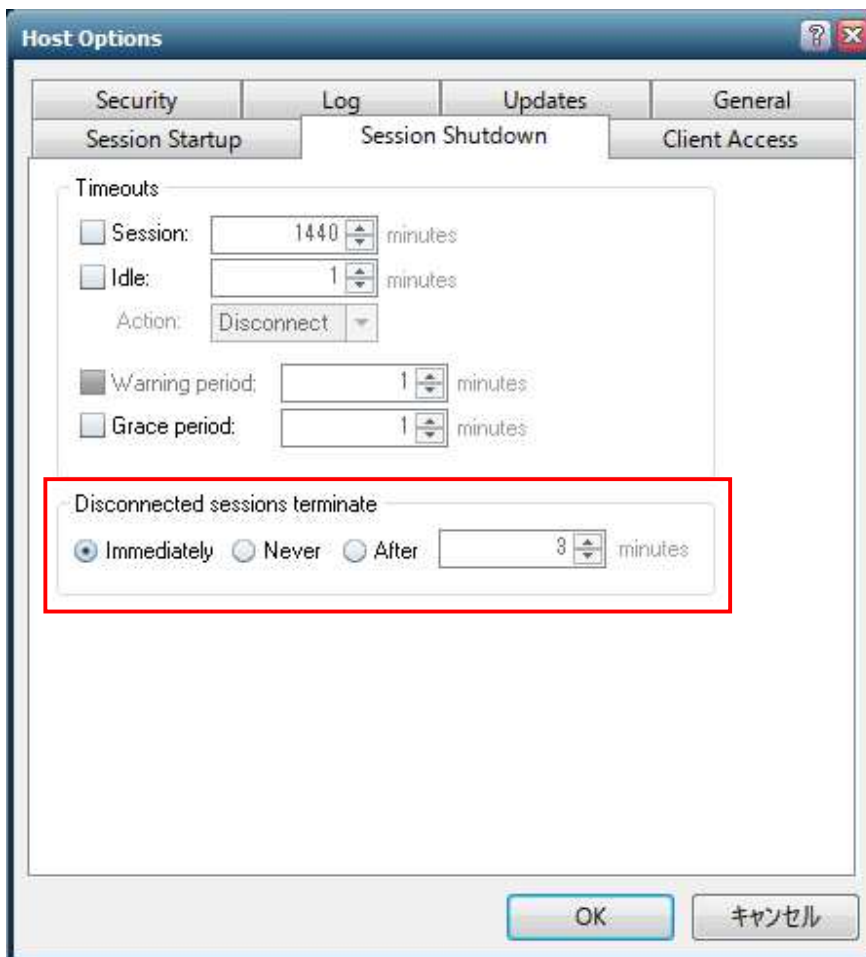 Host Options
Security Log Updates General
Session Startup Session Shutdown Client Access
Timeouts
Session: 1440 minutes
Idle: 1 minutes
Action: Disconnect
Warning period: 1 minutes
Grace period: 1 minutes
Disconnected sessions terminate
Immediately Never After 3 minutes
OK キャンセル